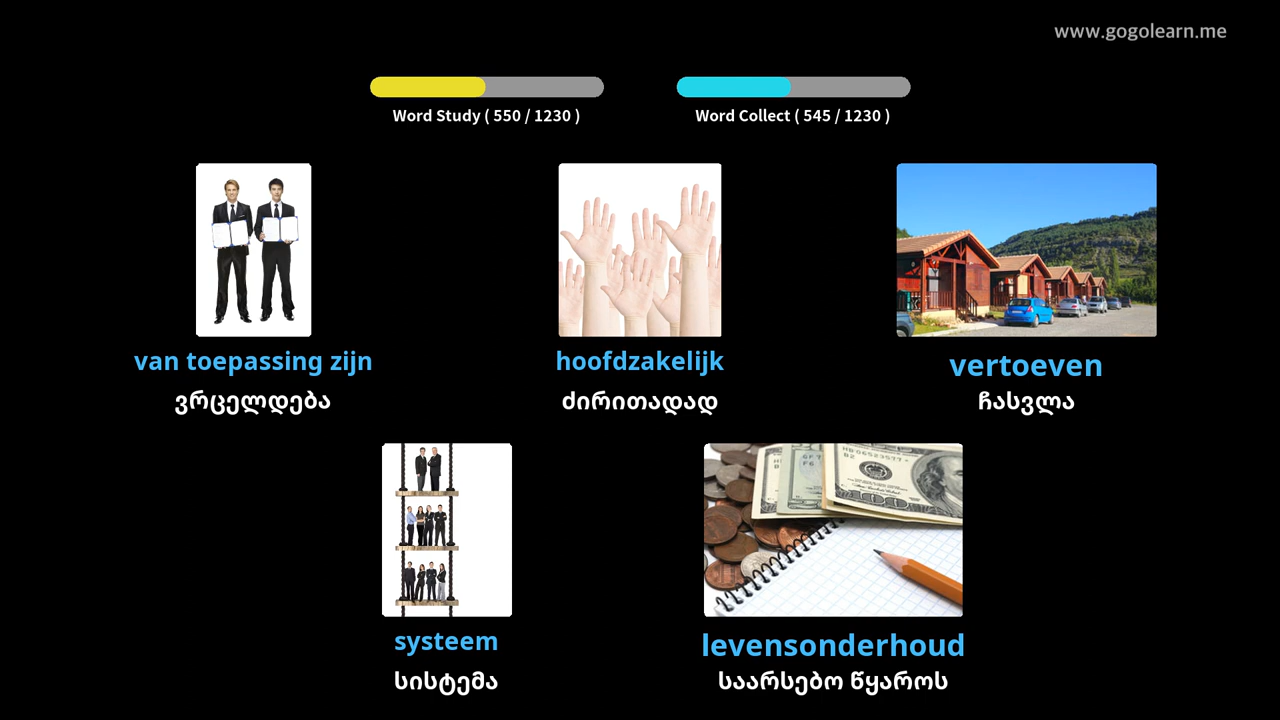 www.gogolearn.me
Word Study ( 550 / 1230 )
Word Collect ( 545 / 1230 )
van toepassing zijn
ვრცელდება
hoofdzakelijk
ძირითადად
vertoeven
ჩასვლა
systeem
სისტემა
levensonderhoud
საარსებო წყაროს